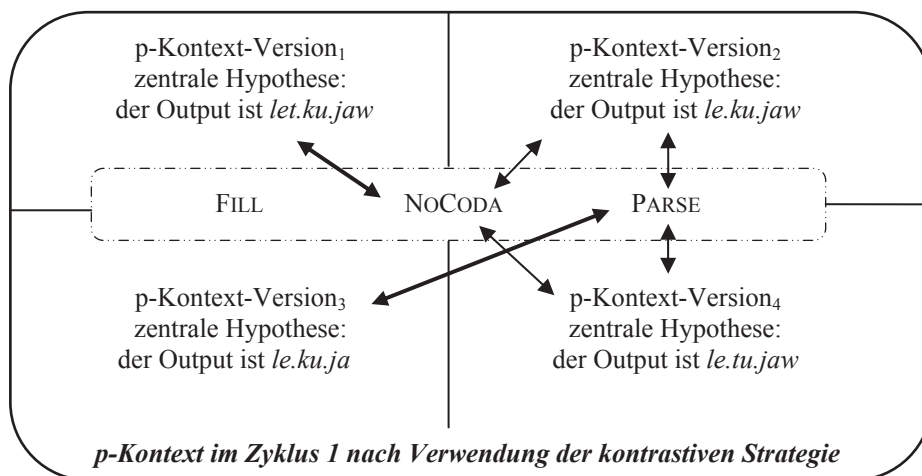 p-Kontext-Version₁
zentrale Hypothese:
der Output ist let.ku.jaw
p-Kontext-Version₂
zentrale Hypothese:
der Output ist le.ku.jaw
FILL NOCODA PARSE
p-Kontext-Version₃
zentrale Hypothese:
der Output ist le.ku.ja
p-Kontext-Version₄
zentrale Hypothese:
der Output ist le.tu.jaw
p-Kontext im Zyklus 1 nach Verwendung der kontrastiven Strategie